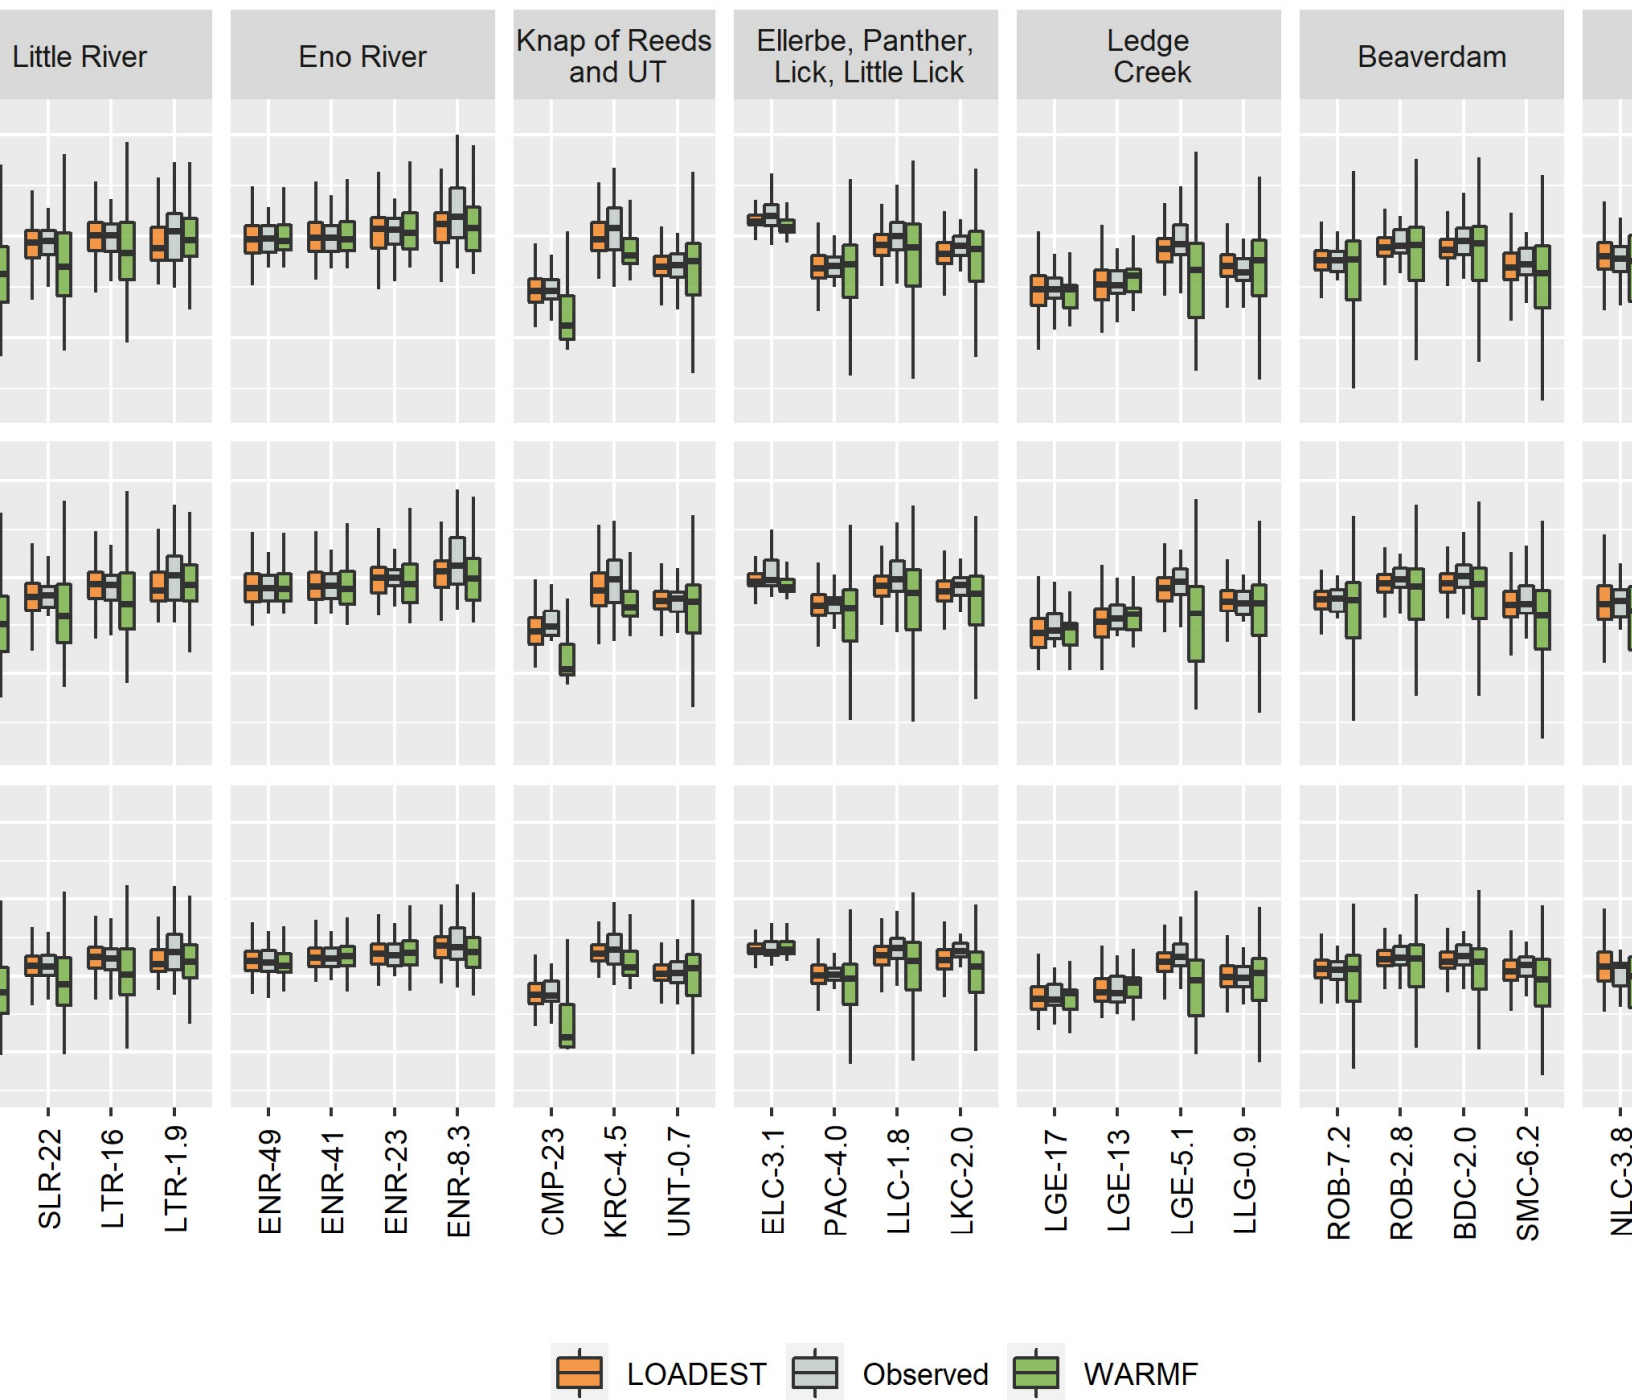 Little River
Eno River
Knap of Reeds
and UT
Ellerbe, Panther,
Lick, Little Lick
Ledge
Creek
Beaverdam
SLR-22
LTR-16
LTR-1.9
ENR-49
ENR-41
ENR-23
ENR-8.3
CMP-23
KRC-4.5
UNT-0.7
ELC-3.1
PAC-4.0
LLC-1.8
LKC-2.0
LGE-17
LGE-13
LGE-5.1
LLG-0.9
ROB-7.2
ROB-2.8
BDC-2.0
SMC-6.2
NLC-3.8
LOADEST
Observed
WARMF